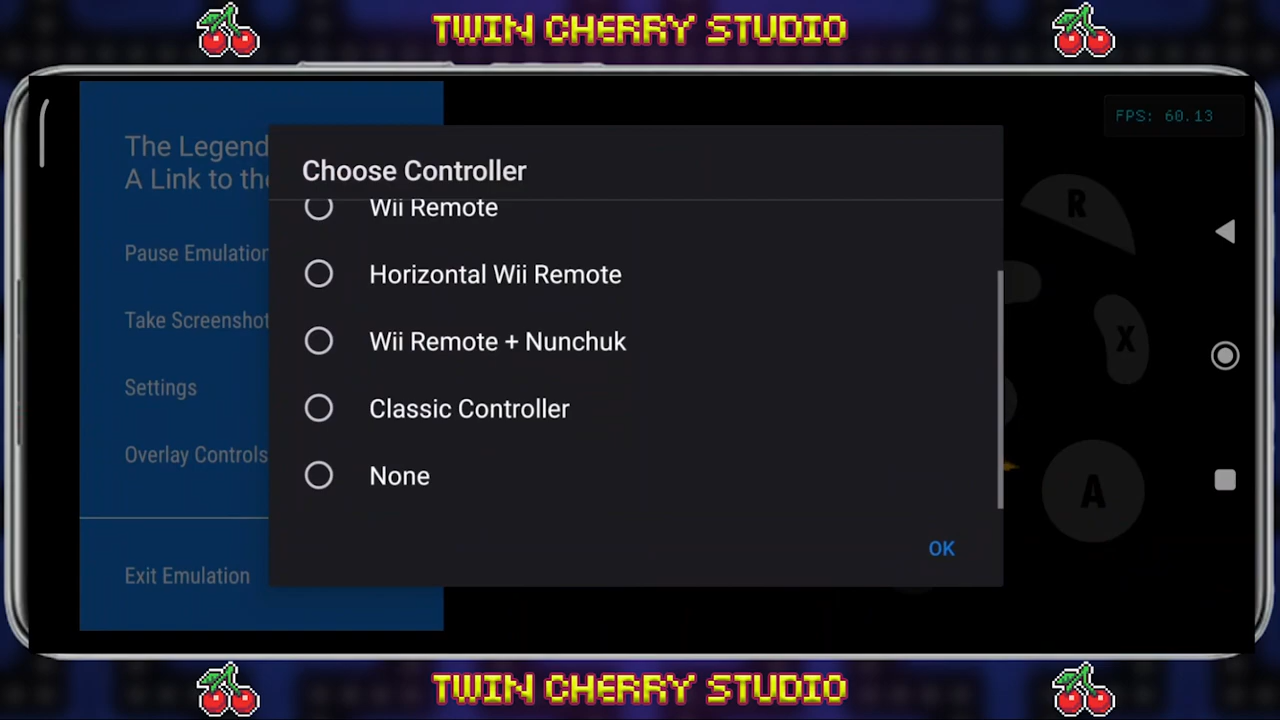 TWIN CHERRY STUDIO
FPS: 60.13
The Legend
A Link to the
Choose Controller
Wii Remote
Horizontal Wii Remote
Wii Remote + Nunchuk
Classic Controller
None
OK
Pause Emulation
Take Screenshot
Settings
Overlay Controls
Exit Emulation
R
X
A
TWIN CHERRY STUDIO